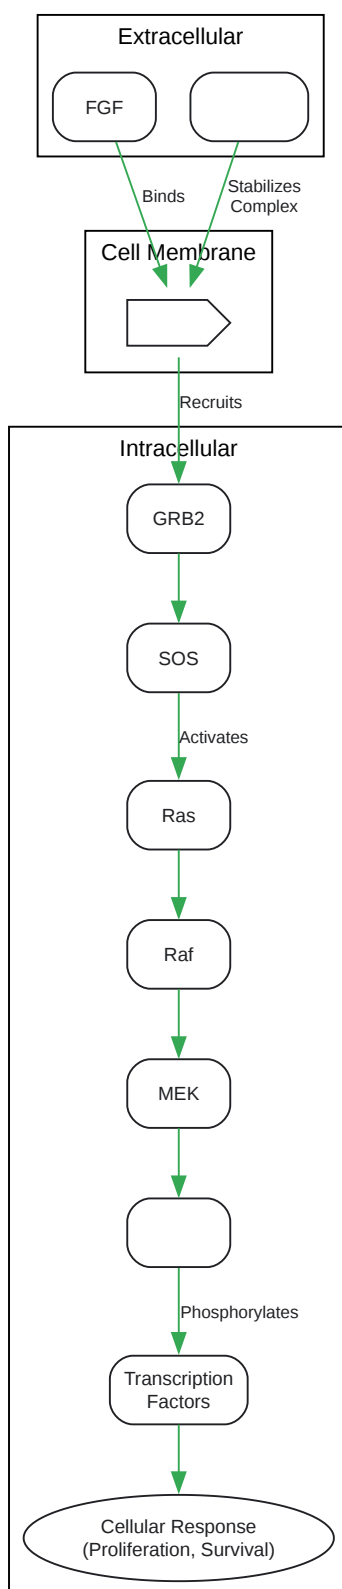 Extracellular
FGF
Binds
Stabilizes
Complex
Cell Membrane
Recruits
Intracellular
GRB2
SOS
Activates
Ras
Raf
MEK
Phosphorylates
Transcription
Factors
Cellular Response
(Proliferation, Survival)